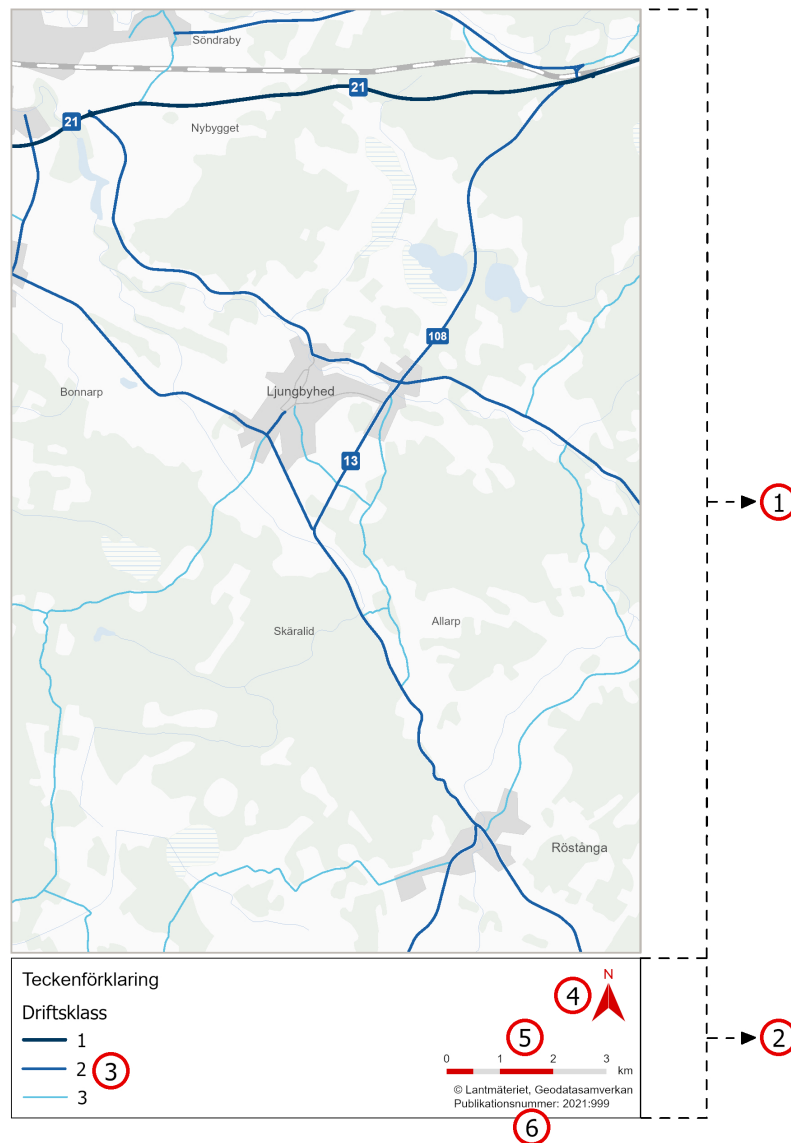 Söndraby
21
21
Nybygget
108
Bonnarp
Ljungbyhed
13
1
Skäralid
Allarp
Röstånga
Teckenförklaring
N
4
Driftsklass
1
5
2
2
3
0 1 2 3
km
3
© Lantmäteriet, Geodatasamverkan
Publikationsnummer: 2021:999
6